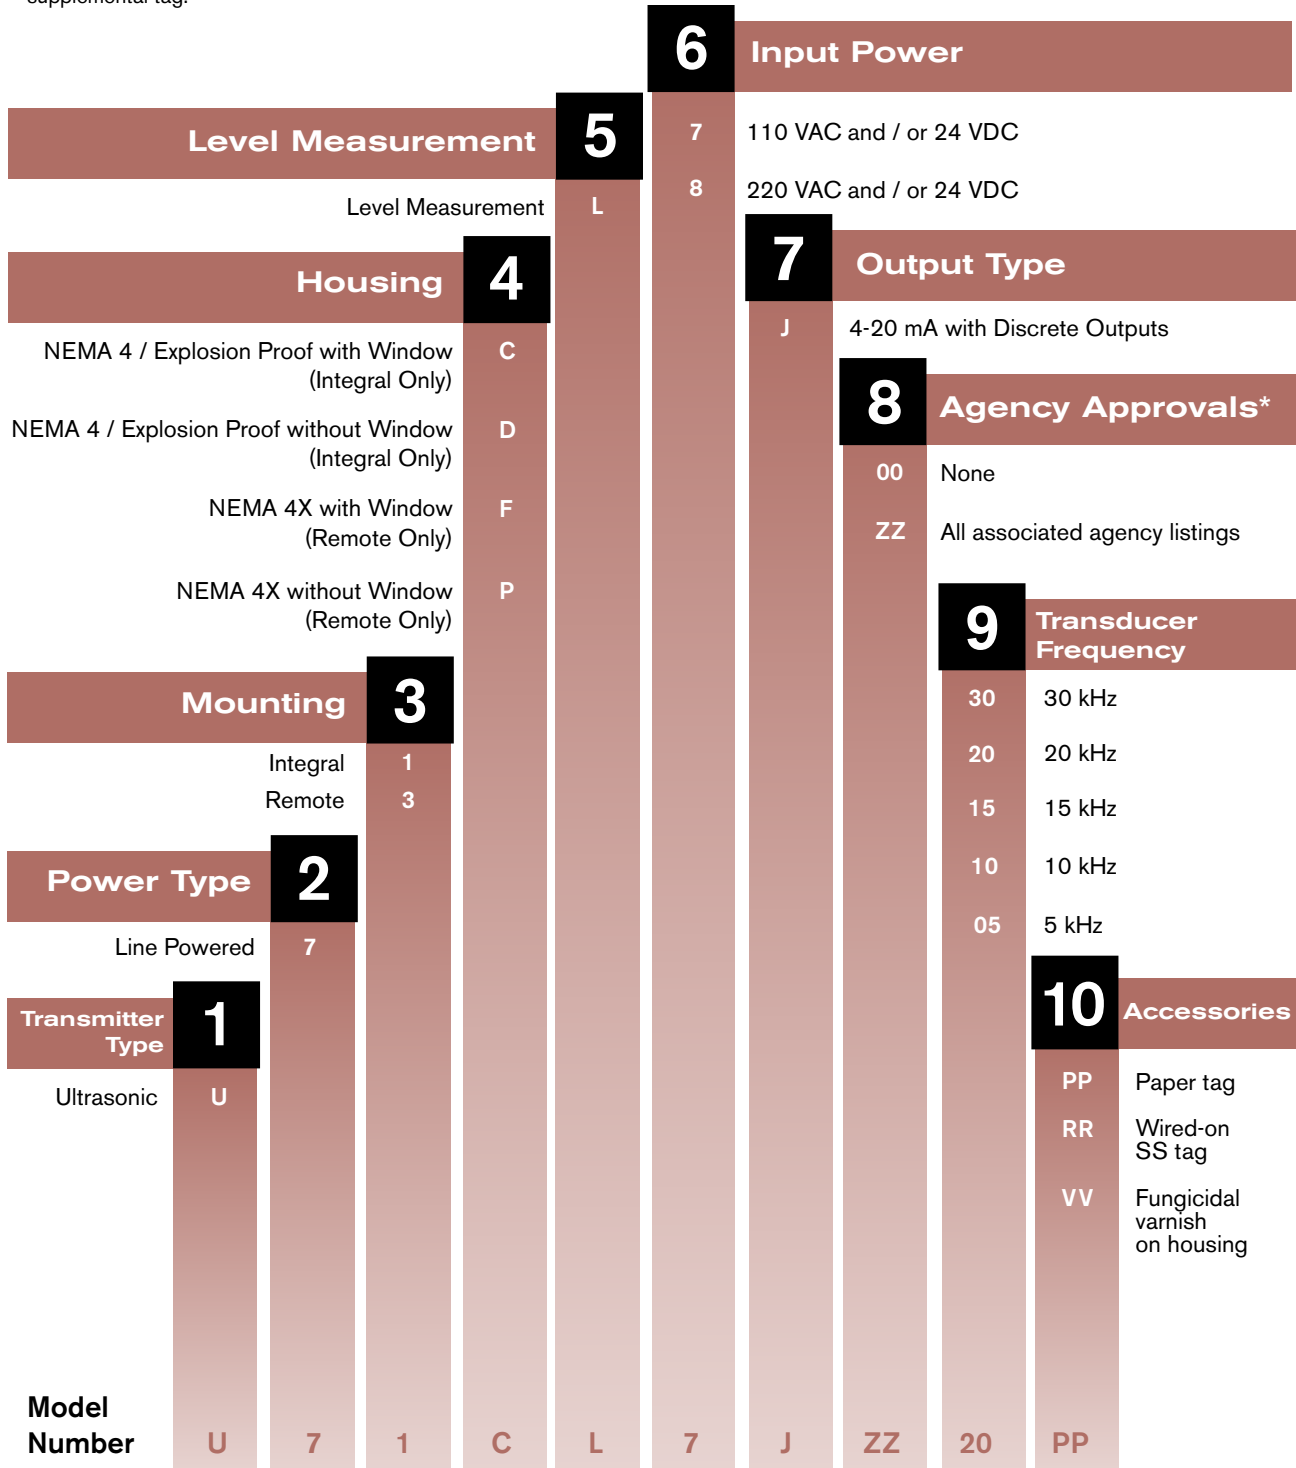 supplemental tag.
6 Input Power
7 110 VAC and / or 24 VDC
8 220 VAC and / or 24 VDC
Level Measurement 5
Level Measurement L
7 Output Type
J 4-20 mA with Discrete Outputs
Housing 4
NEMA 4 / Explosion Proof with Window C
(Integral Only)
NEMA 4 / Explosion Proof without Window D
(Integral Only)
NEMA 4X with Window F
(Remote Only)
NEMA 4X without Window P
(Remote Only)
8 Agency Approvals*
00 None
ZZ All associated agency listings
9 Transducer
Frequency
30 30 kHz
20 20 kHz
15 15 kHz
10 10 kHz
05 5 kHz
Mounting 3
Integral 1
Remote 3
Power Type 2
Line Powered 7
Transmitter
Type 1
Ultrasonic U
10 Accessories
PP Paper tag
RR Wired-on
SS tag
VV Fungicidal
varnish
on housing
Model
Number U 7 1 C L 7 J ZZ 20 PP